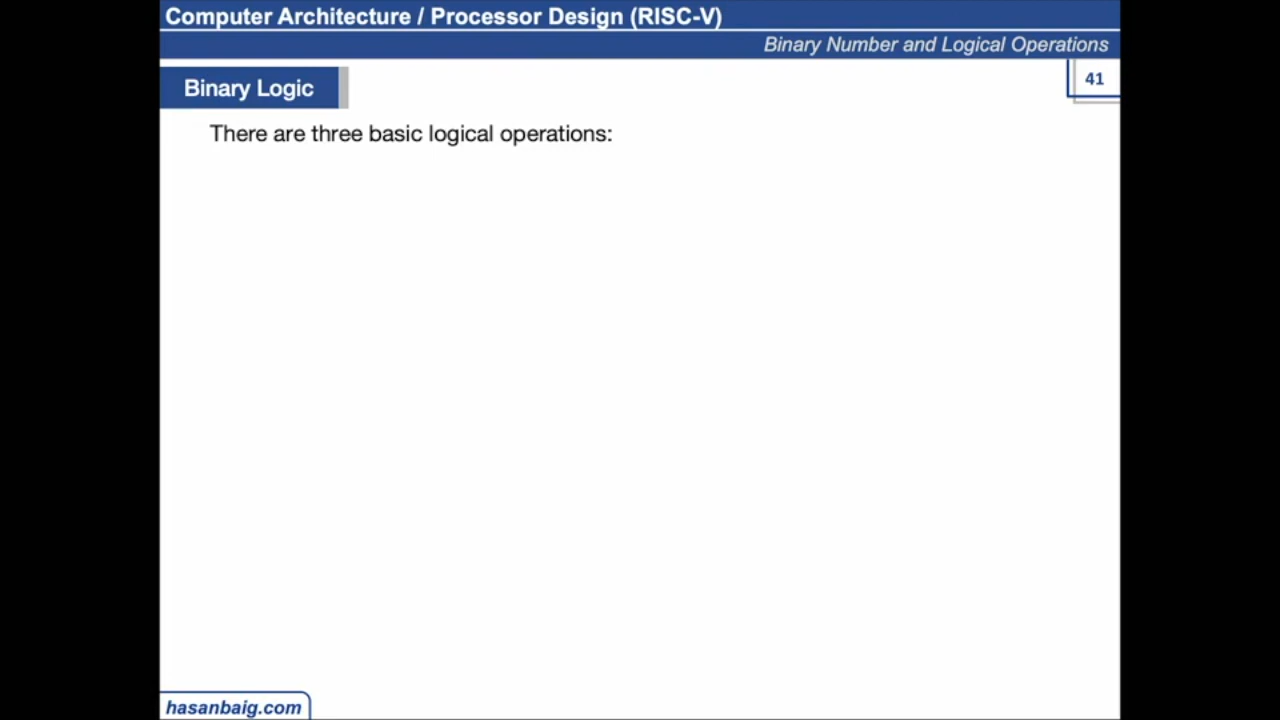 Computer Architecture / Processor Design (RISC-V)
Binary Number and Logical Operations
Binary Logic
41
There are three basic logical operations:
hasanbaig.com